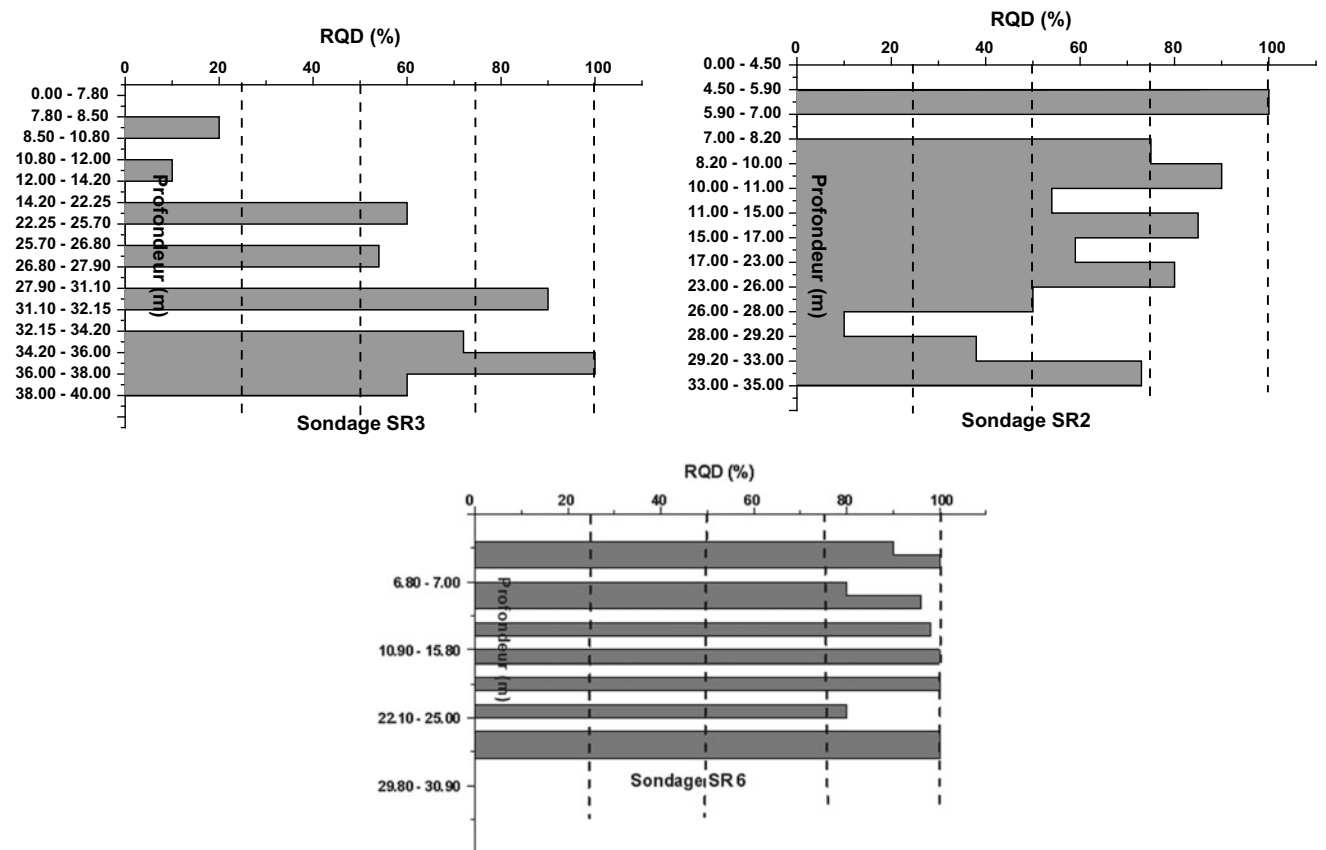 RQD (%)
0 20 40 60 80 100
0.00 - 7.80
7.80 - 8.50
8.50 - 10.80
10.80 - 12.00
12.00 - 14.20
14.20 - 22.25
22.25 - 25.70
25.70 - 26.80
26.80 - 27.90
27.90 - 31.10
31.10 - 32.15
32.15 - 34.20
34.20 - 36.00
36.00 - 38.00
38.00 - 40.00
Profondeur (m)
Sondage SR3
RQD (%)
0 20 40 60 80 100
0.00 - 4.50
4.50 - 5.90
5.90 - 7.00
7.00 - 8.20
8.20 - 10.00
10.00 - 11.00
11.00 - 15.00
15.00 - 17.00
17.00 - 23.00
23.00 - 26.00
26.00 - 28.00
28.00 - 29.20
29.20 - 33.00
33.00 - 35.00
Profondeur (m)
Sondage SR2
RQD (%)
0 20 40 60 80 100
6.80 - 7.00
10.90 - 15.80
22.10 - 25.00
29.80 - 30.90
Profondeur (m)
Sondage SR 6